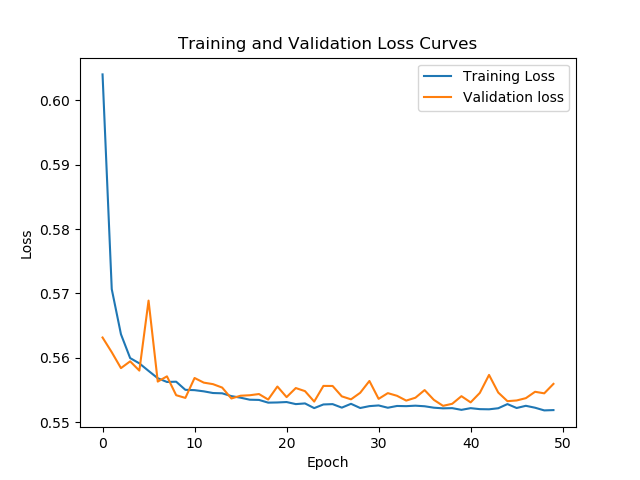 Training and Validation Loss Curves
Training Loss
Validation loss
0.60
0.59
0.58
0.57
0.56
0.55
Loss
0 10 20 30 40 50
Epoch